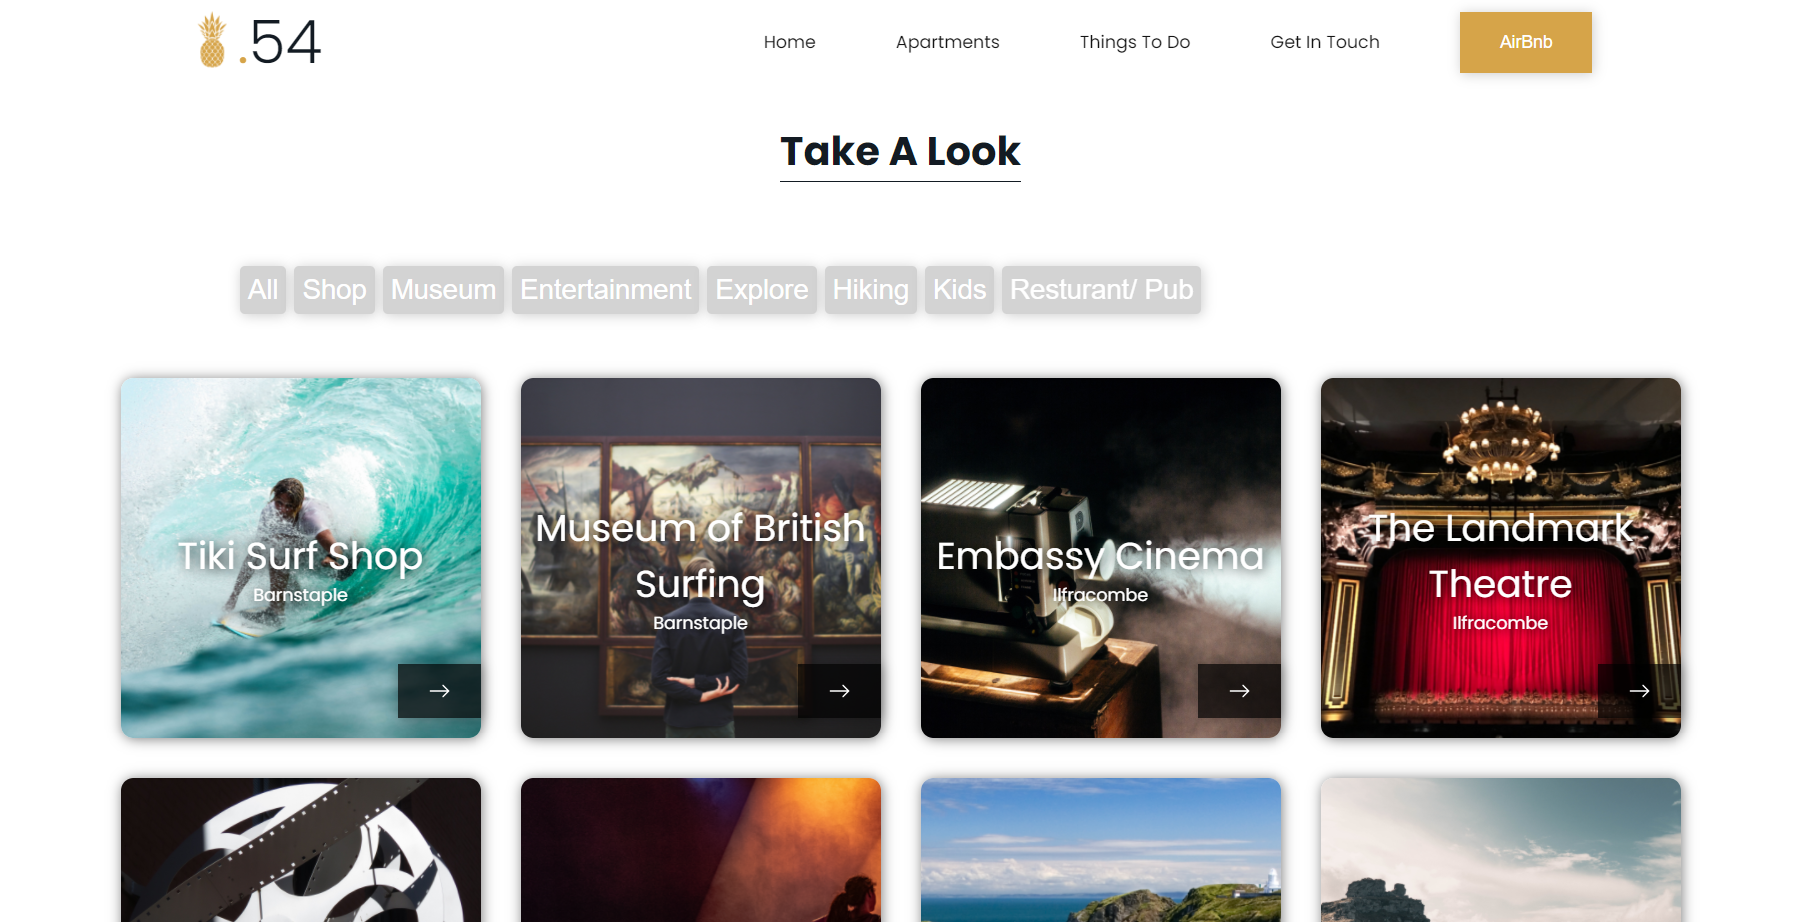 .54
Home
Apartments
Things To Do
Get In Touch
AirBnb
Take A Look
All
Shop
Museum
Entertainment
Explore
Hiking
Kids
Resturant/ Pub
Tiki Surf Shop
Barnstaple
Museum of British
Surfing
Barnstaple
Embassy Cinema
Ilfracombe
The Landmark
Theatre
Ilfracombe